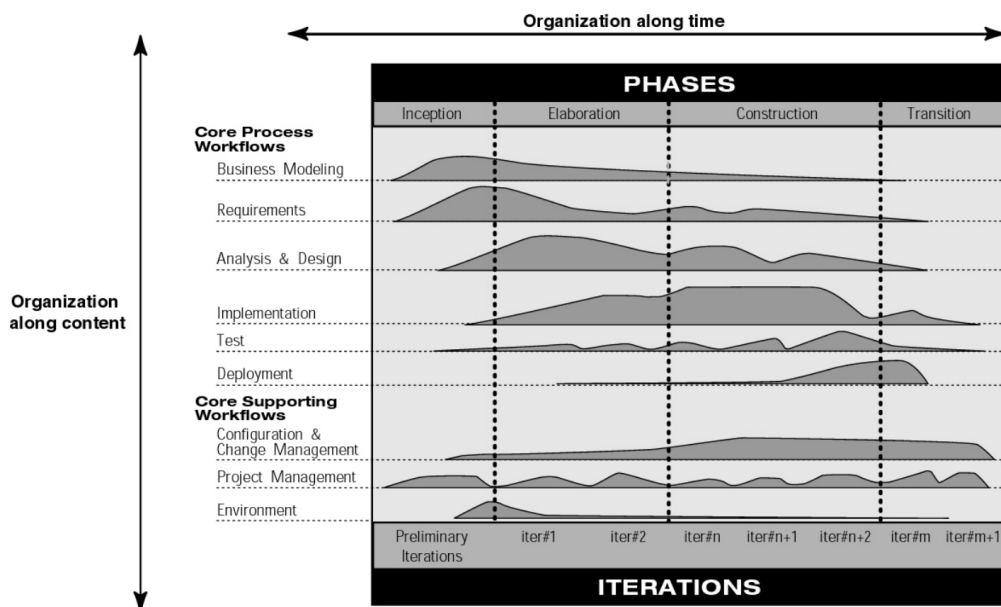 Organization along time
PHASES
Inception
Elaboration
Construction
Transition
Core Process
Workflows
Business Modeling
Requirements
Analysis & Design
Organization
along content
Implementation
Test
Deployment
Core Supporting
Workflows
Configuration &
Change Management
Project Management
Environment
Preliminary
Iterations
iter#1
iter#2
iter#n
iter#n+1
iter#n+2
iter#m
iter#m+1
ITERATIONS